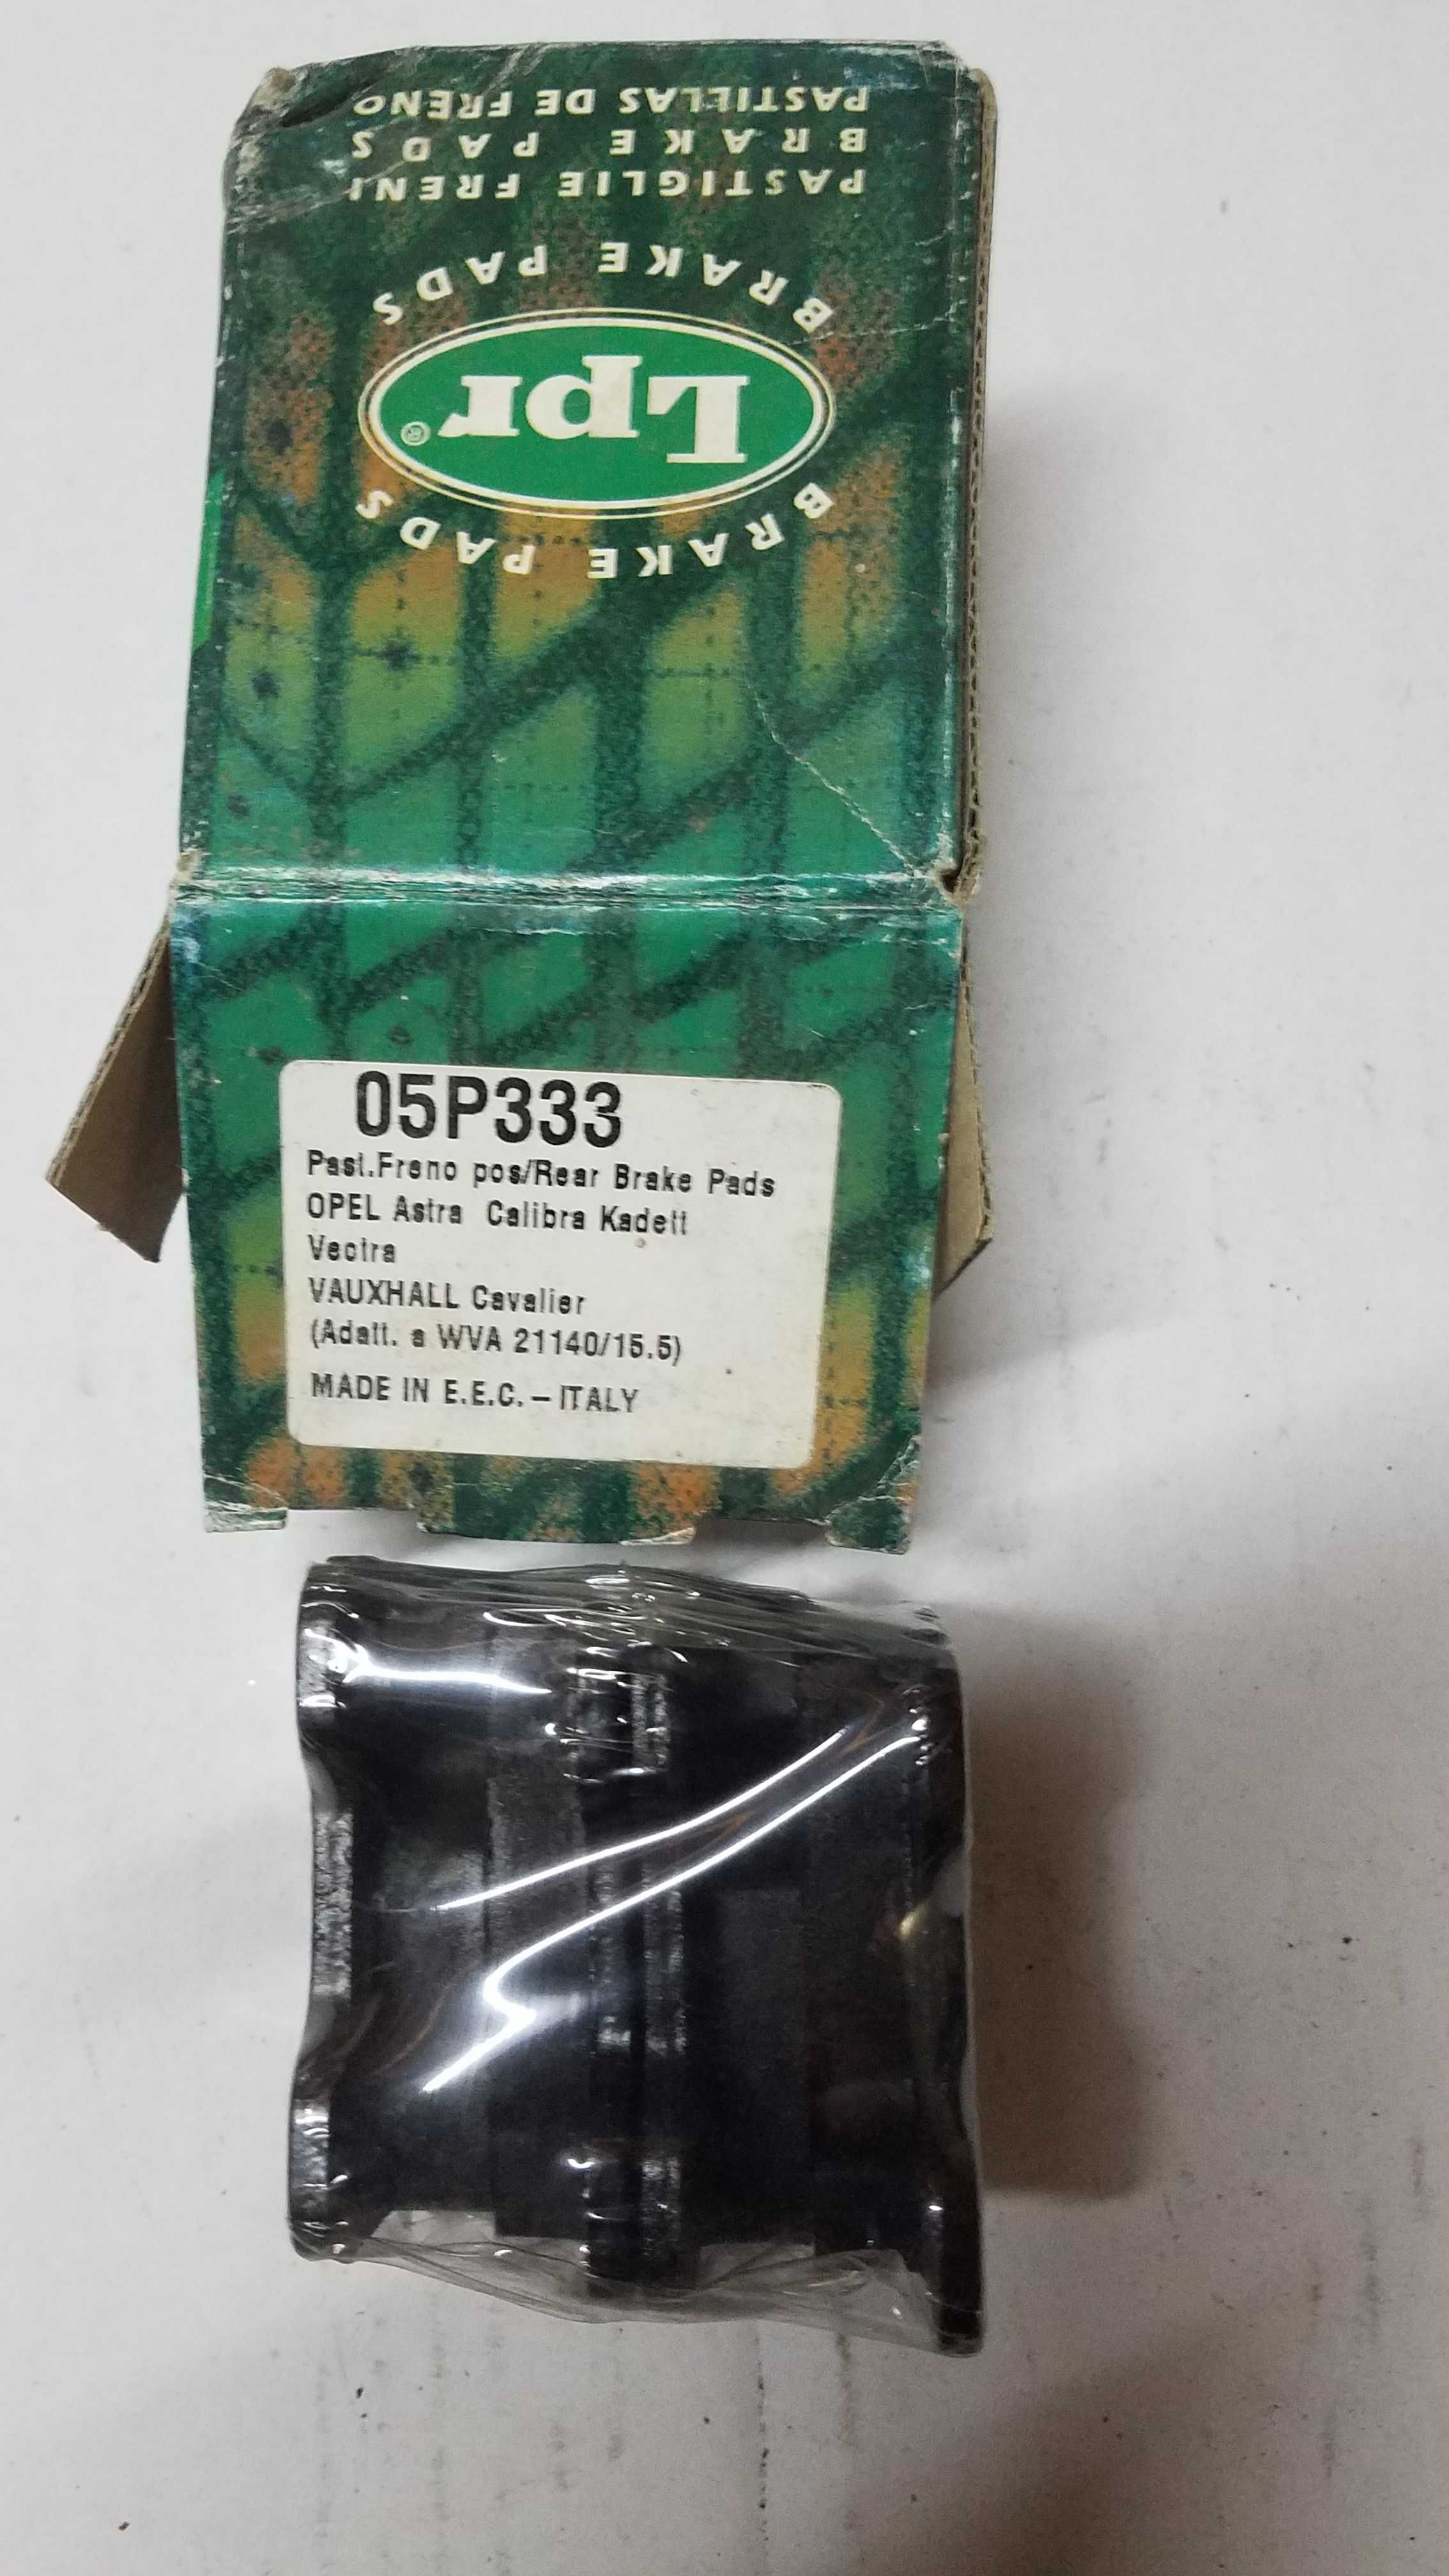 PASTIGLIE FRENI
BRAKE PADS
PASTILLAS DE FRENO
BRAKE PADS
Lpr®
BRAKE PADS
05P333
Past.Freno pos/Rear Brake Pads
OPEL Astra Calibra Kadett
Vectra
VAUXHALL Cavalier
(Adatt. a WVA 21140/15.5)
MADE IN E.E.C. – ITALY